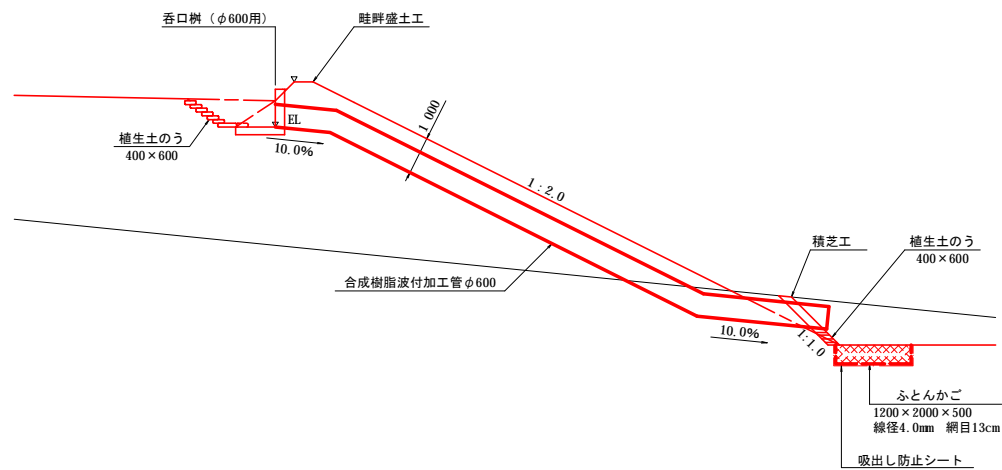 呑口桝（φ600用）
畦畔盛土工
EL
植生土のう
400×600
10.0%
1 000
1:2.0
積芝工
植生土のう
400×600
合成樹脂波付加工管φ600
10.0%
1:1.0
ふとんかご
1200×2000×500
線径4.0mm　網目13cm
吸出し防止シート